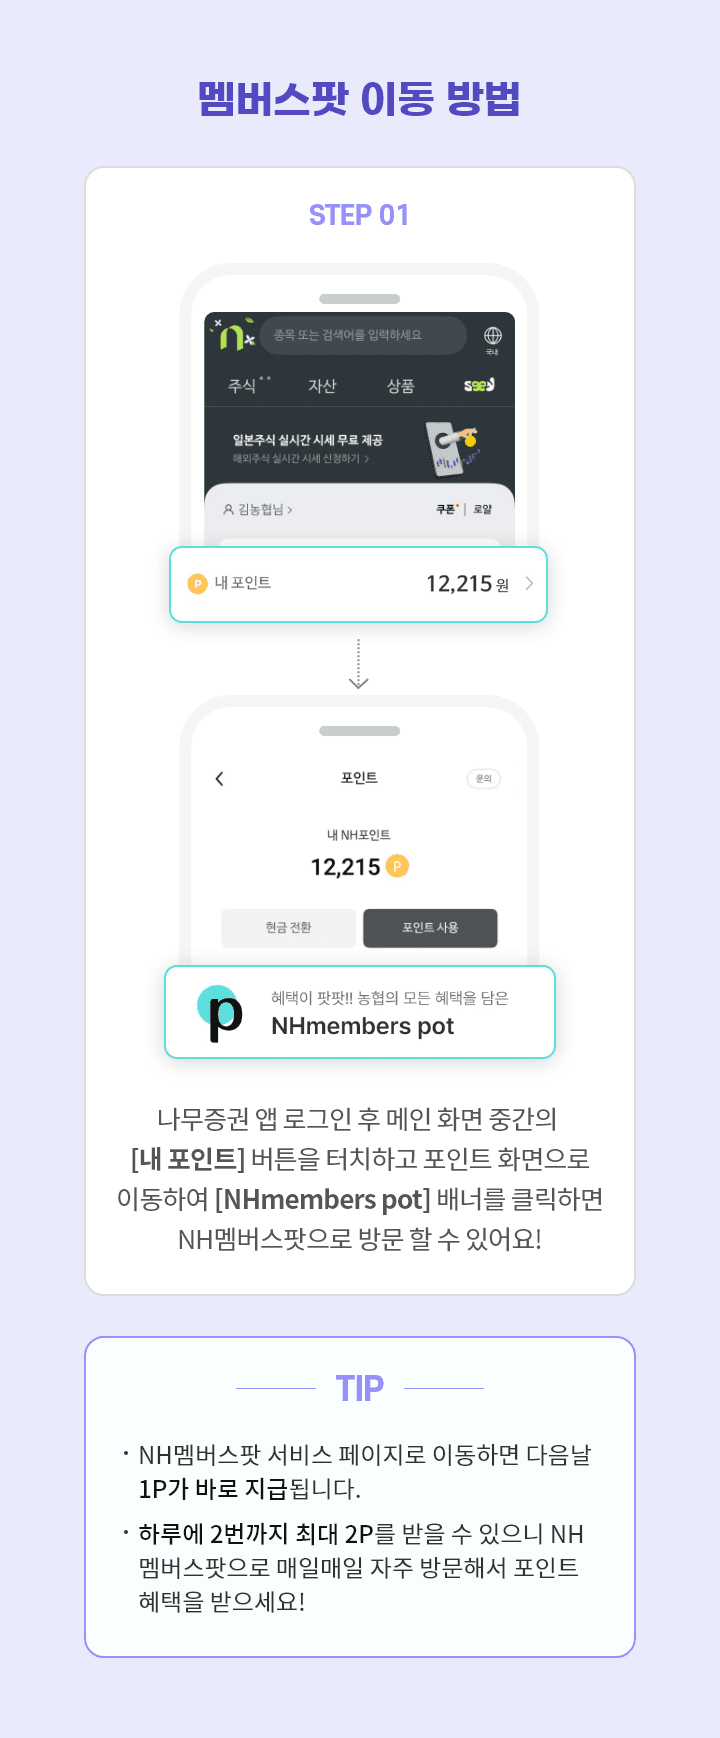 멤버스팟 이동 방법
STEP 01
종목 또는 검색어를 입력하세요
국내
주식 자산 상품 seey
일본주식 실시간 시세 무료 제공
해외주식 실시간 시세 신청하기 >
김농협님 >
쿠폰 | 로얄
P 내 포인트 12,215 원 >
< 포인트 문의
내 NH포인트
12,215 P
현금 전환 포인트 사용
p
혜택이 팟팟!! 농협의 모든 혜택을 담은
NHmembers pot
나무증권 앱 로그인 후 메인 화면 중간의
[내 포인트] 버튼을 터치하고 포인트 화면으로
이동하여 [NHmembers pot] 배너를 클릭하면
NH멤버스팟으로 방문 할 수 있어요!
TIP
· NH멤버스팟 서비스 페이지로 이동하면 다음날
1P가 바로 지급됩니다.
· 하루에 2번까지 최대 2P를 받을 수 있으니 NH
멤버스팟으로 매일매일 자주 방문해서 포인트
혜택을 받으세요!